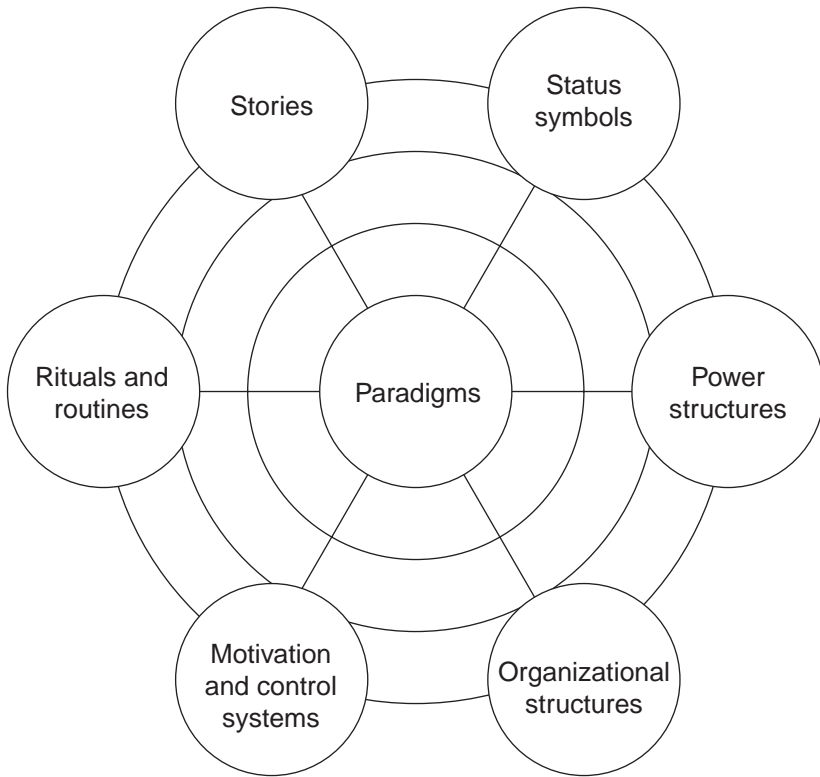 Stories
Status
symbols
Rituals and
routines
Paradigms
Power
structures
Motivation
and control
systems
Organizational
structures